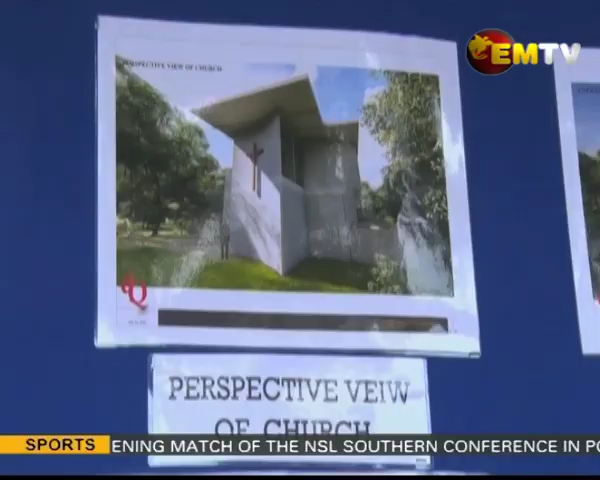 EMTV
PERSPECTIVE VIEW OF CHURCH
PERSPECTIVE VEIW
OF CHURCH
SPORTS ENING MATCH OF THE NSL SOUTHERN CONFERENCE IN PO